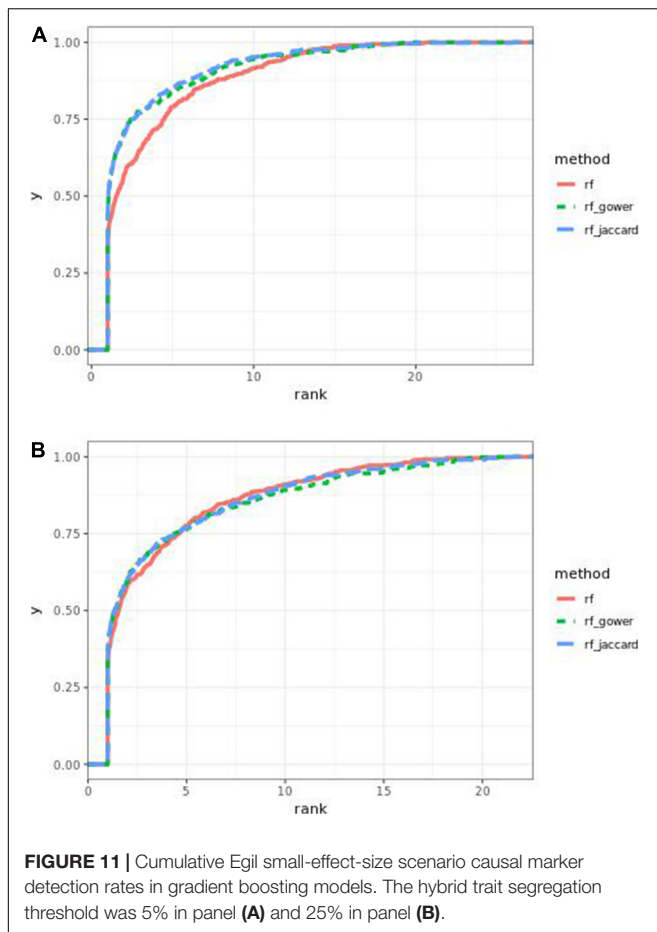 A
1.00
0.75
0.50
0.25
0.00
y
0
10
20
rank
method
rf
rf_gower
rf_jaccard
B
1.00
0.75
0.50
0.25
0.00
y
0
5
10
15
20
rank
method
rf
rf_gower
rf_jaccard
FIGURE 11 | Cumulative Egil small-effect-size scenario causal marker
detection rates in gradient boosting models. The hybrid trait segregation
threshold was 5% in panel (A) and 25% in panel (B).